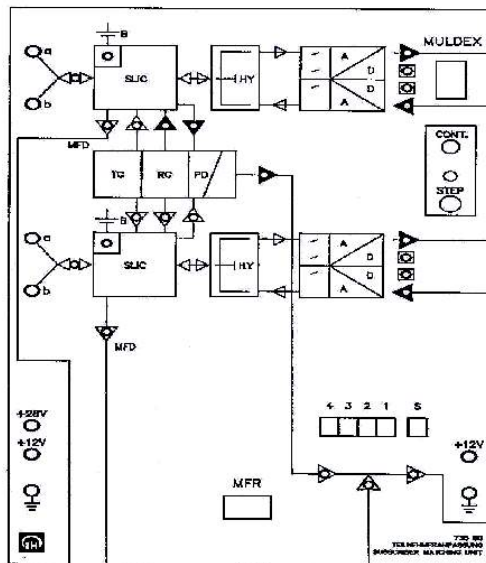 a
B
SLIC
HY
A
D
D
A
MULDEX
b
MFD
CONT.
STEP
TG
RG
PD
a
B
SLIC
HY
A
D
D
A
b
MFD
4 3 2 1 S
+12V
+12V
MFR
TEILNEHMERANPASSUNG
SUBSCRIBER MATCHING UNIT